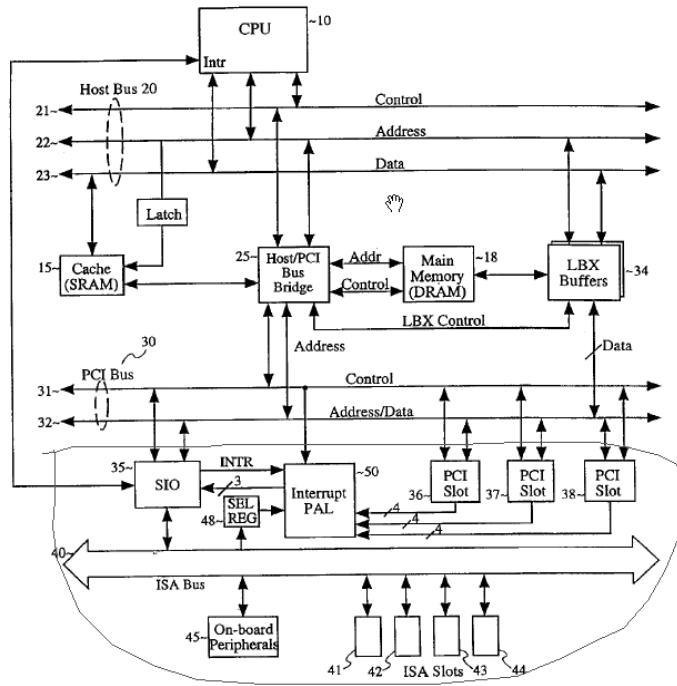 CPU
10
Intr
Host Bus 20
21 Control
22 Address
23 Data
Latch
15 Cache (SRAM)
25 Host/PCI Bus Bridge
Addr
Control
Main Memory (DRAM)
18
LBX Buffers
34
LBX Control
Address
Data
30
PCI Bus
31 Control
32 Address/Data
35 SIO
INTR
3
50
Interrupt PAL
48 SEL REG
36 PCI Slot
37 PCI Slot
38 PCI Slot
4
4
4
40
ISA Bus
45 On-board Peripherals
41 42 ISA Slots 43 44